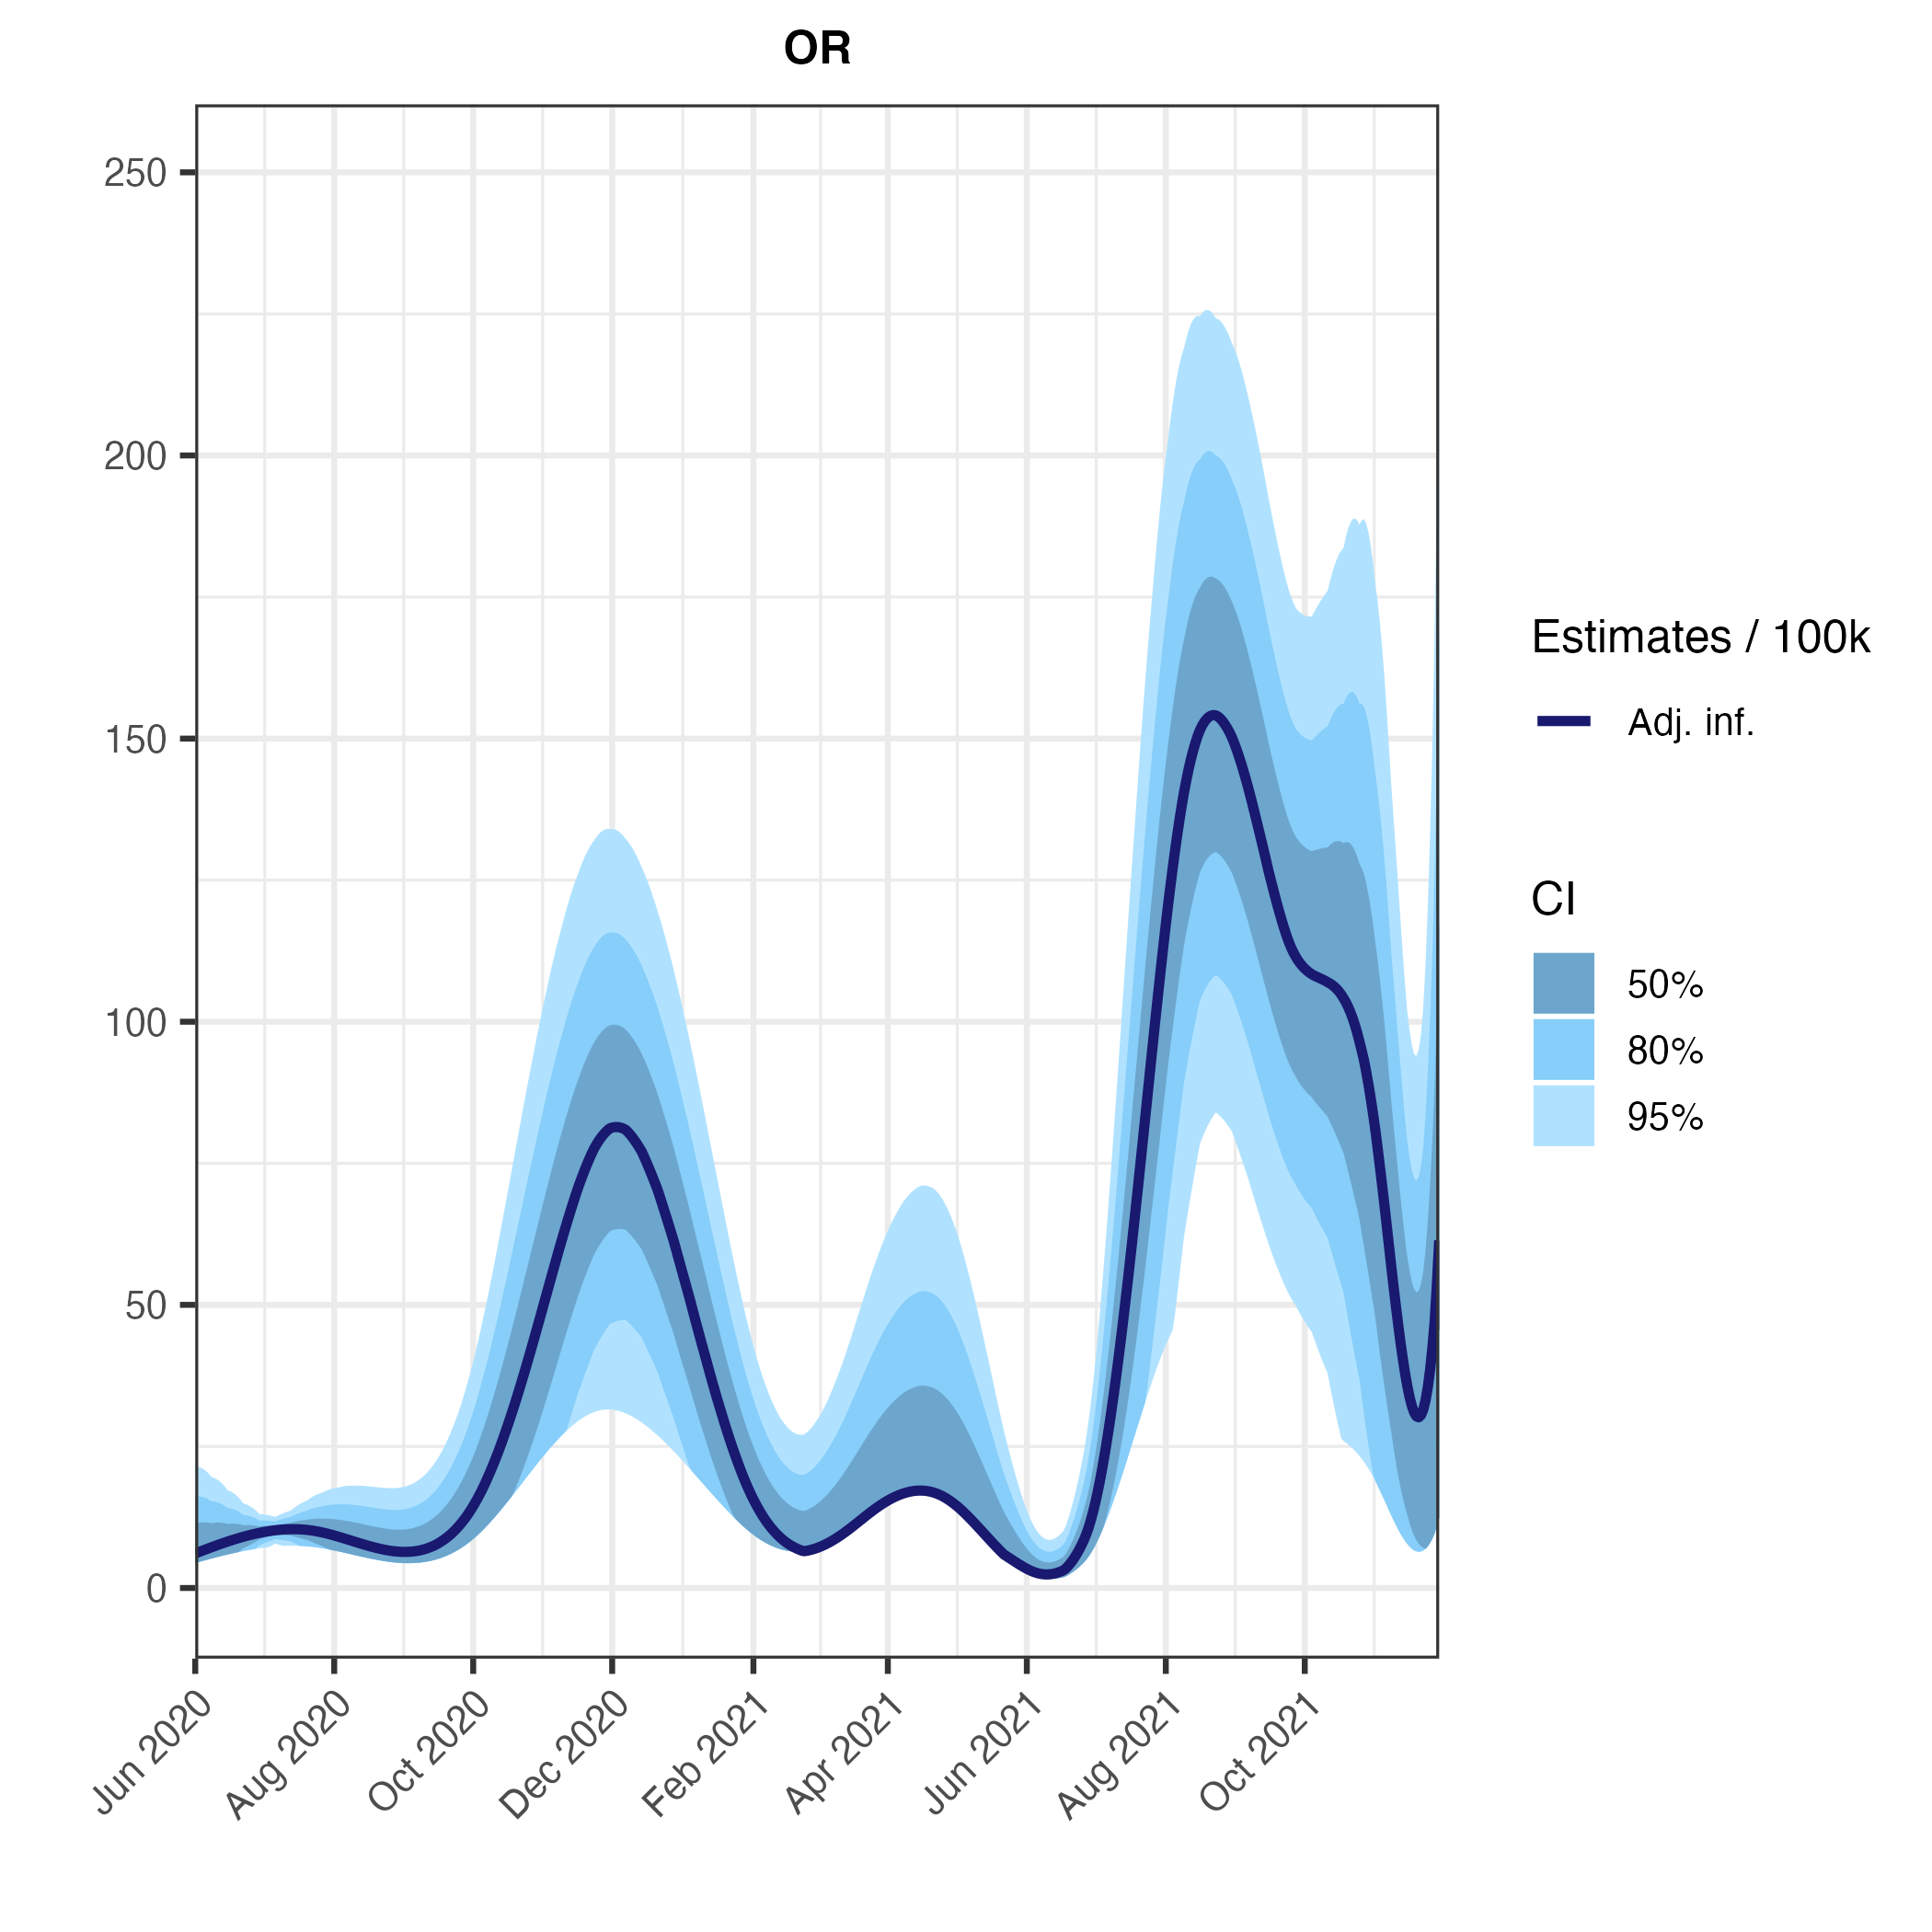 OR
250
200
150
100
50
0
Jun 2020
Aug 2020
Oct 2020
Dec 2020
Feb 2021
Apr 2021
Jun 2021
Aug 2021
Oct 2021
Estimates / 100k
Adj. inf.
CI
50%
80%
95%